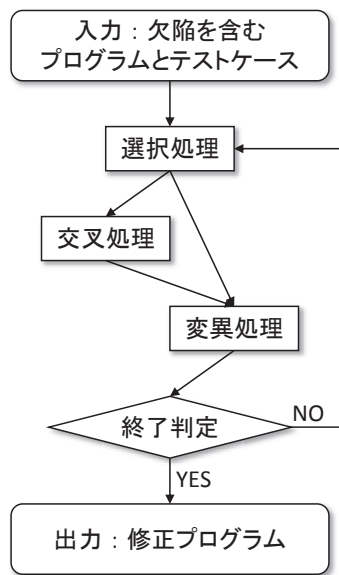 入力：欠陥を含む
プログラムとテストケース
選択処理
交叉処理
変異処理
終了判定
NO
YES
出力：修正プログラム